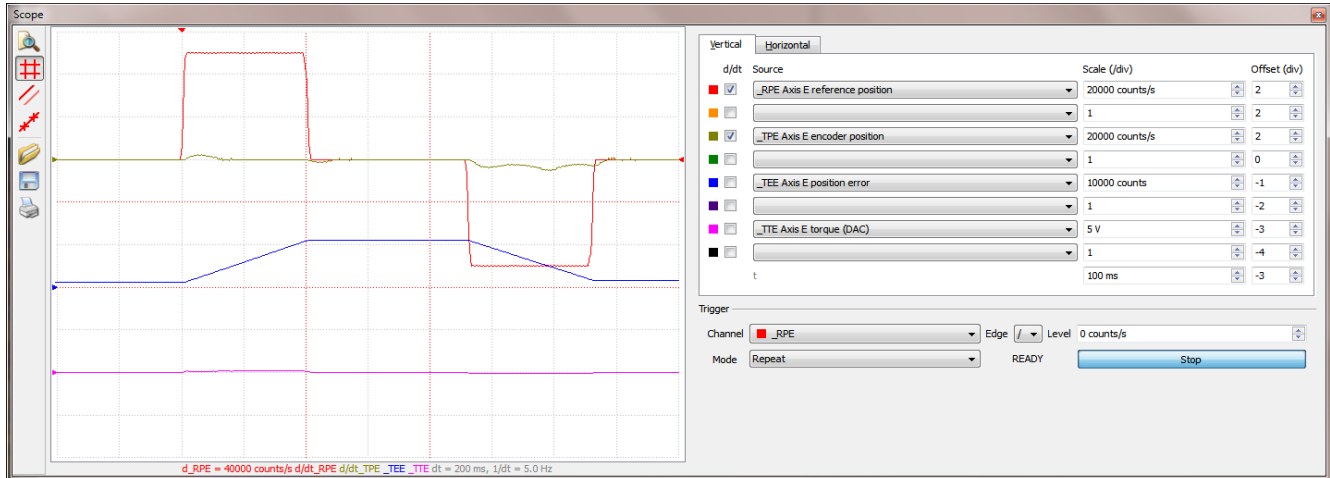 Scope
Vertical Horizontal
d/dt Source Scale (/div) Offset (div)
_RPE Axis E reference position 20000 counts/s 2
1 2
_TPE Axis E encoder position 20000 counts/s 2
1 0
_TEE Axis E position error 10000 counts -1
1 -2
_TTE Axis E torque (DAC) 5 V -3
1 -4
t 100 ms -3
Trigger
Channel _RPE Edge / Level 0 counts/s
Mode Repeat READY Stop
d_RPE = 40000 counts/s d/dt_RPE d/dt_TPE _TEE _TTE dt = 200 ms, 1/dt = 5.0 Hz